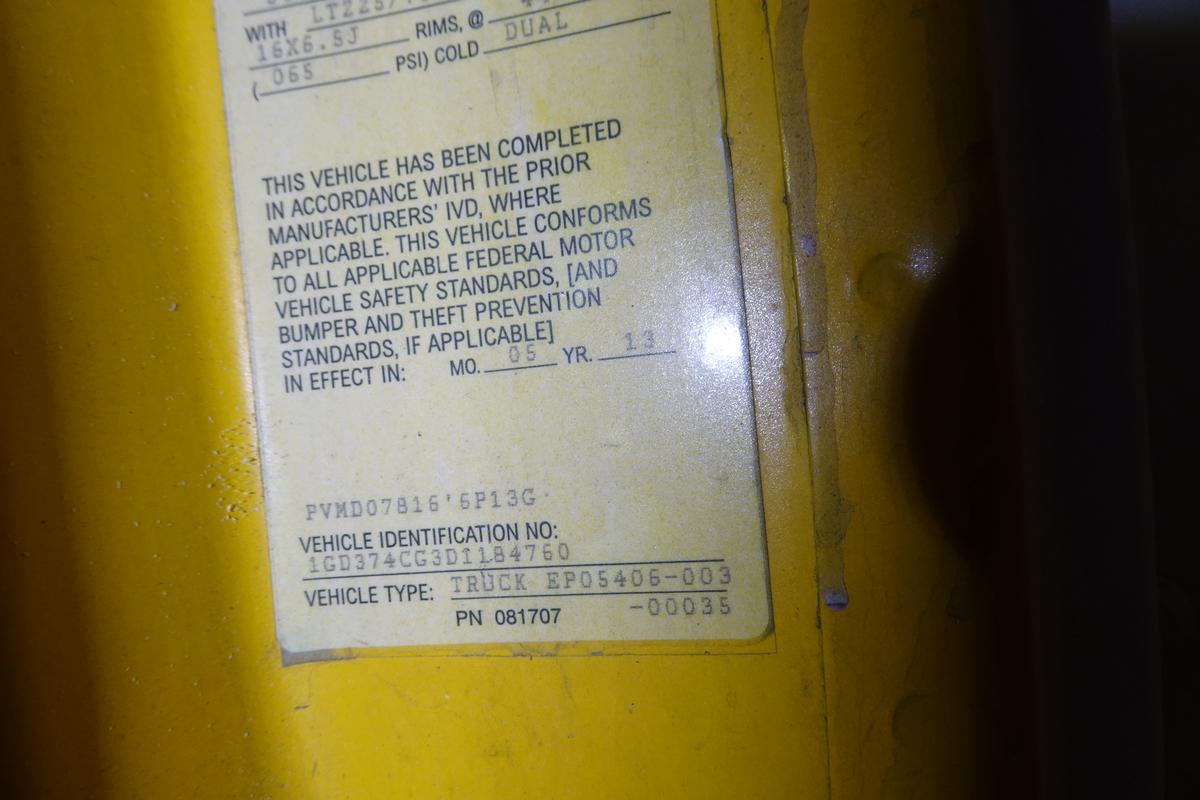 WITH LT225/
16X6.5J RIMS, @
( 065 PSI) COLD DUAL
THIS VEHICLE HAS BEEN COMPLETED
IN ACCORDANCE WITH THE PRIOR
MANUFACTURERS' IVD, WHERE
APPLICABLE. THIS VEHICLE CONFORMS
TO ALL APPLICABLE FEDERAL MOTOR
VEHICLE SAFETY STANDARDS, [AND
BUMPER AND THEFT PREVENTION
STANDARDS, IF APPLICABLE]
IN EFFECT IN: MO. 05 YR. 13
PVMD07816'6P13G
VEHICLE IDENTIFICATION NO:
1GD374CG3D1184760
VEHICLE TYPE: TRUCK EP05406-003
PN 081707 -00035